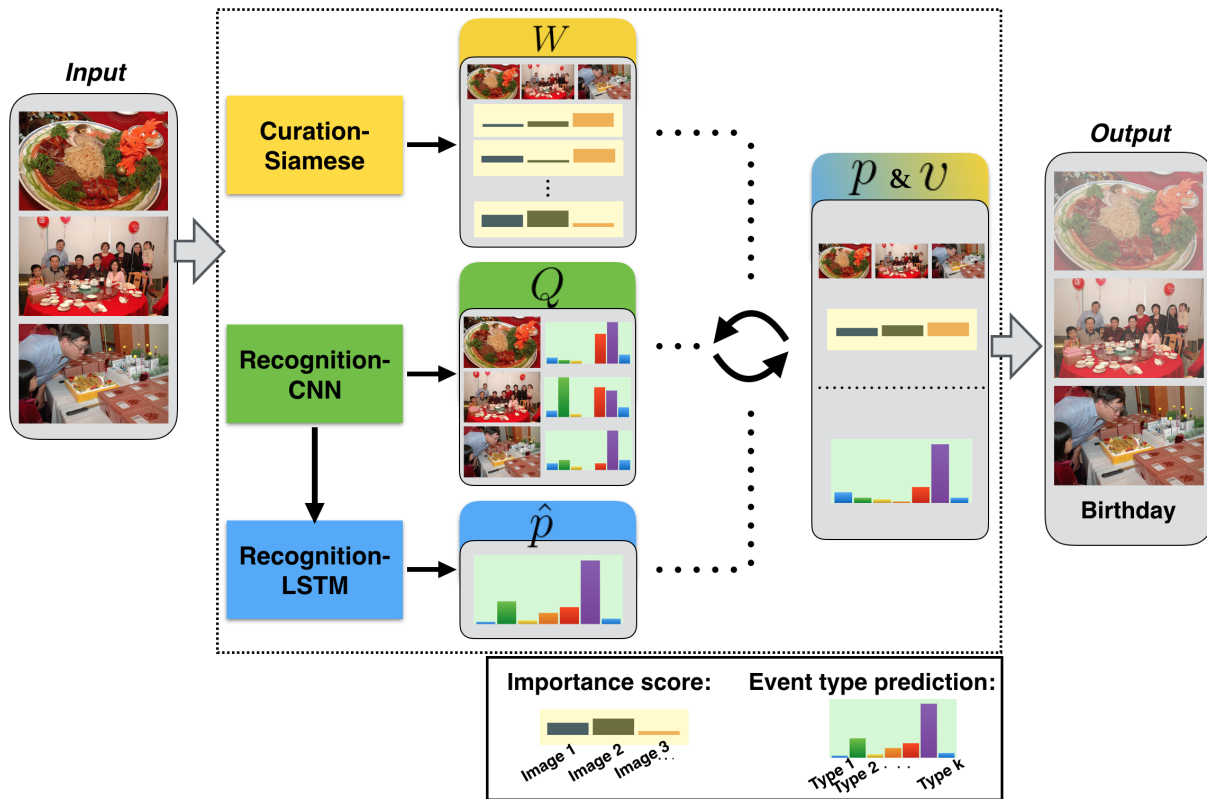 Input
Curation-
Siamese
W
Recognition-
CNN
Q
Recognition-
LSTM
p̂
p & v
Output
Birthday
Importance score:
Image 1
Image 2
Image 3
...
Event type prediction:
Type 1
Type 2
. . .
Type k